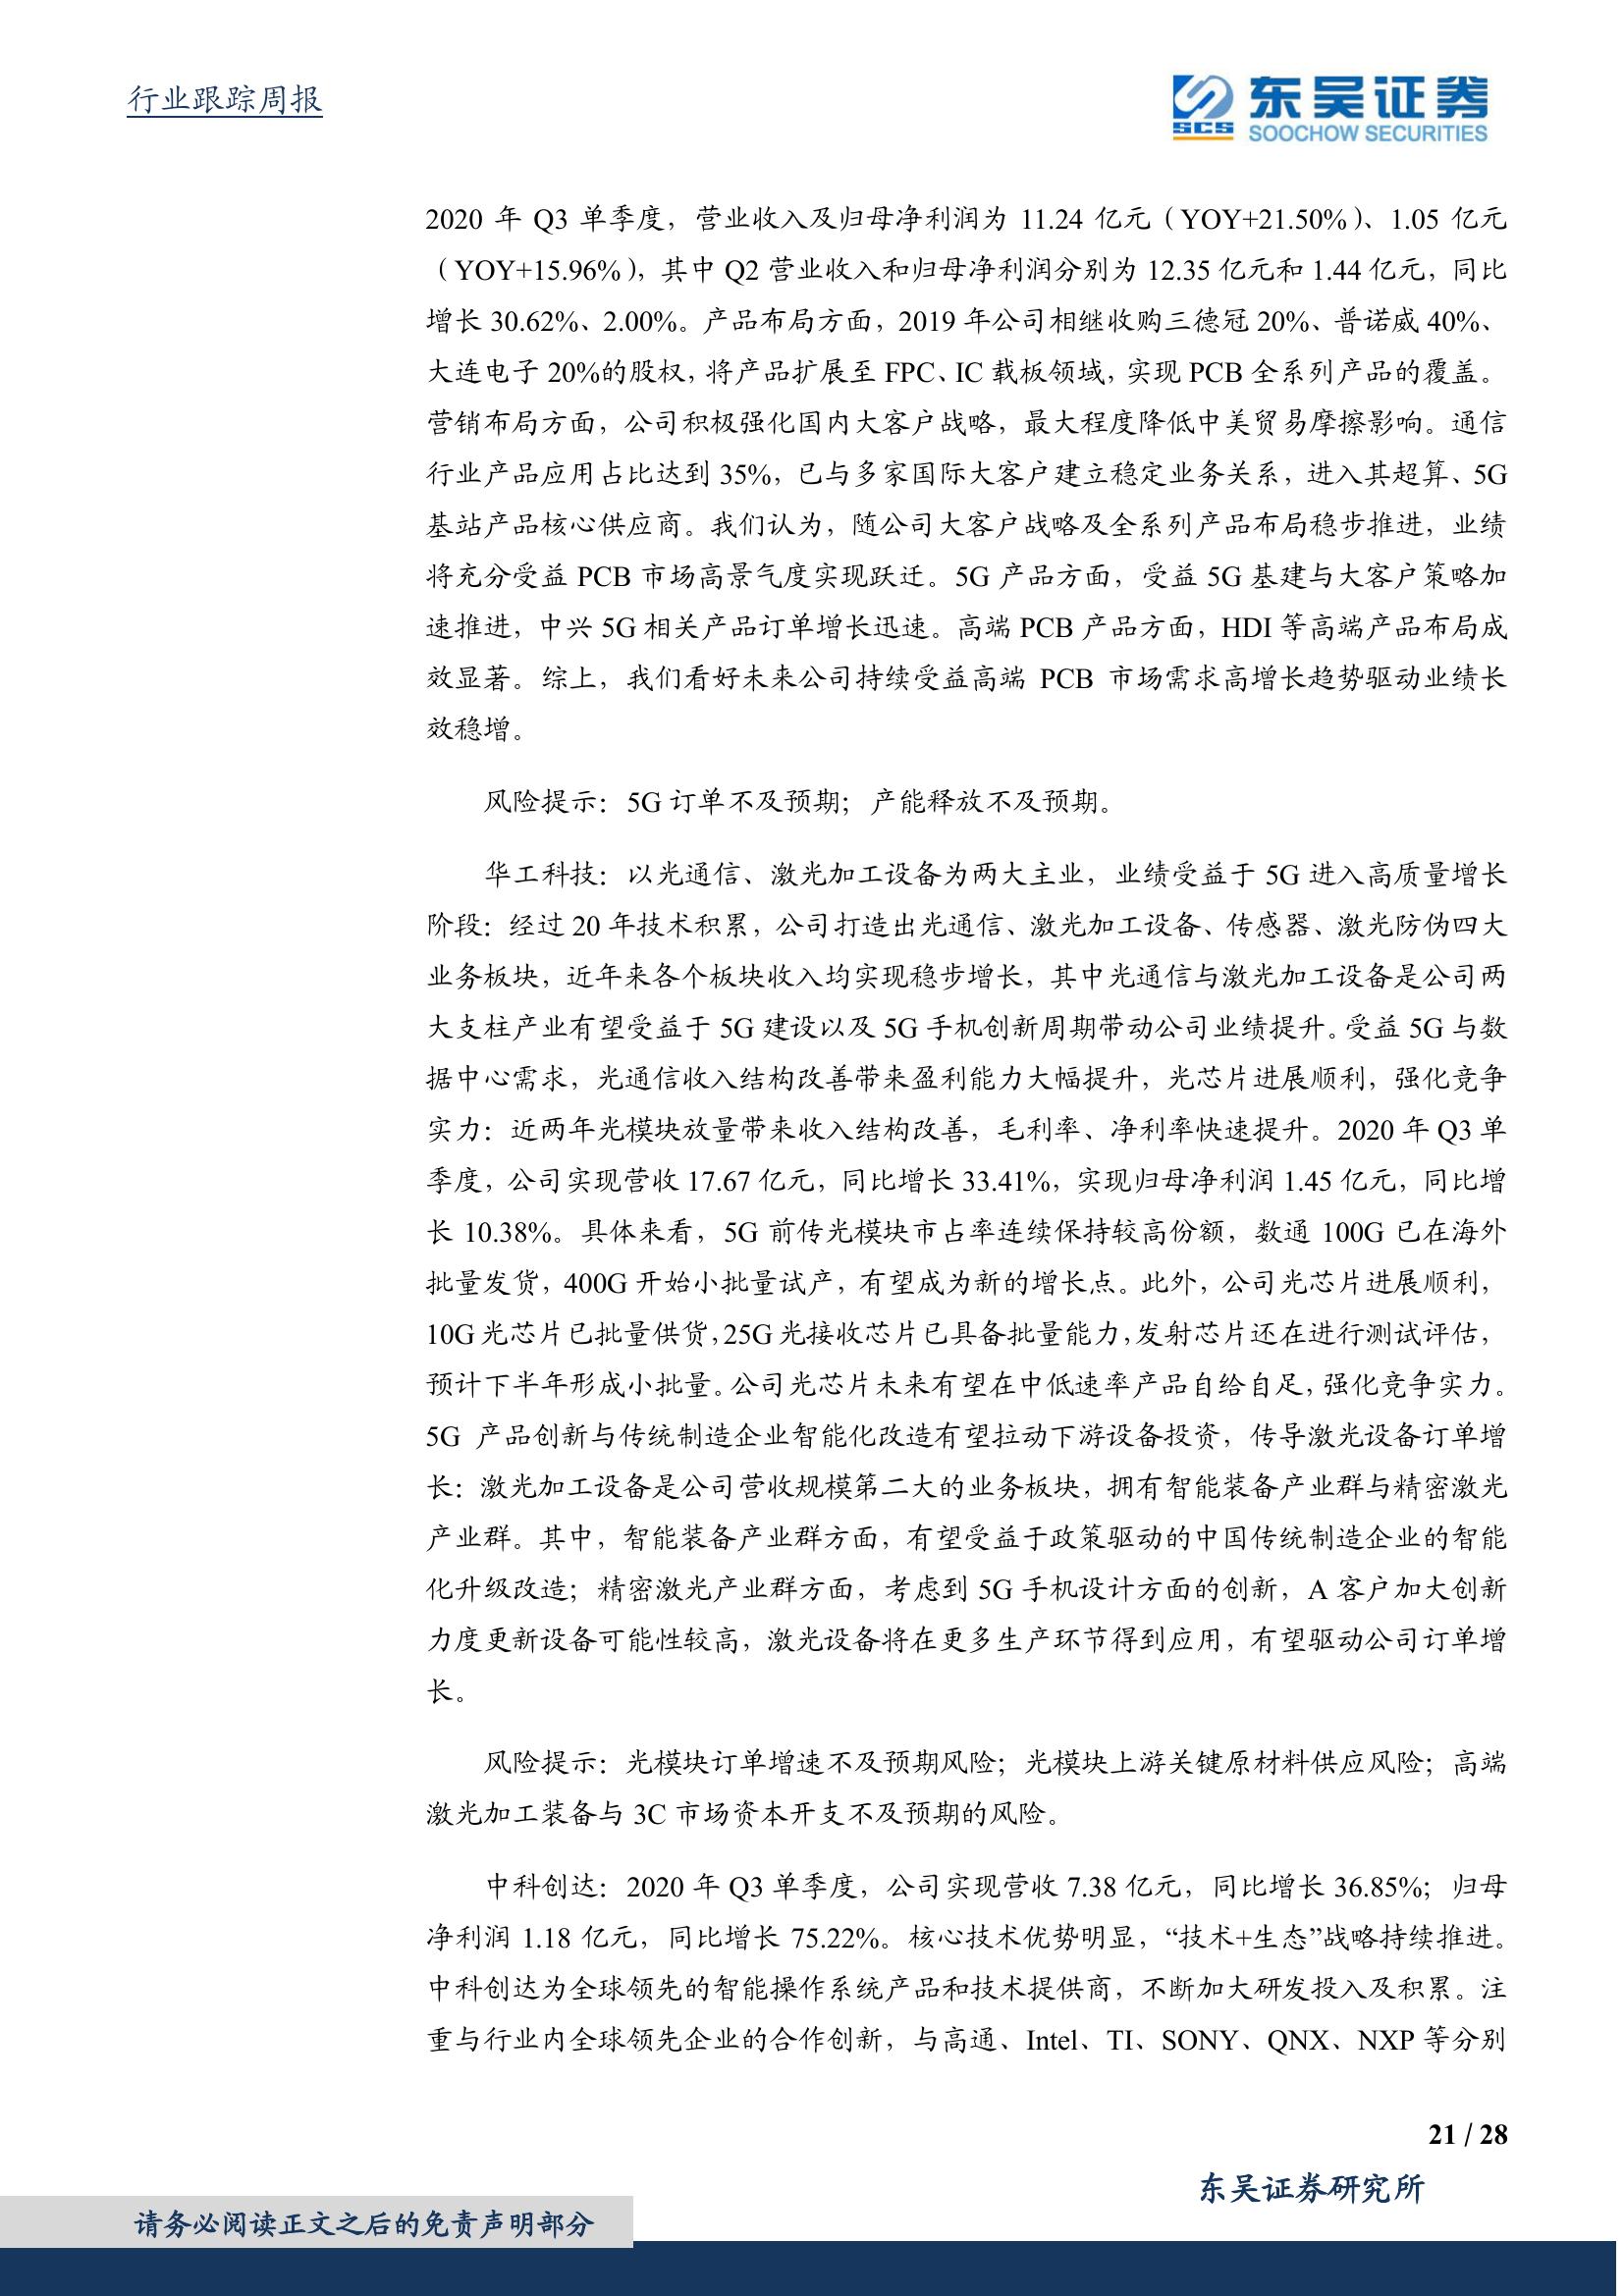 行业跟踪周报
东吴证券
SCS
SOOCHOW SECURITIES
2020 年 Q3 单季度，营业收入及归母净利润为 11.24 亿元（YOY+21.50%）、1.05 亿元
（YOY+15.96%），其中 Q2 营业收入和归母净利润分别为 12.35 亿元和 1.44 亿元，同比
增长 30.62%、2.00%。产品布局方面，2019 年公司相继收购三德冠 20%、普诺威 40%、
大连电子 20%的股权，将产品扩展至 FPC、IC 载板领域，实现 PCB 全系列产品的覆盖。
营销布局方面，公司积极强化国内大客户战略，最大程度降低中美贸易摩擦影响。通信
行业产品应用占比达到 35%，已与多家国际大客户建立稳定业务关系，进入其超算、5G
基站产品核心供应商。我们认为，随公司大客户战略及全系列产品布局稳步推进，业绩
将充分受益 PCB 市场高景气度实现跃迁。5G 产品方面，受益 5G 基建与大客户策略加
速推进，中兴 5G 相关产品订单增长迅速。高端 PCB 产品方面，HDI 等高端产品布局成
效显著。综上，我们看好未来公司持续受益高端 PCB 市场需求高增长趋势驱动业绩长
效稳增。
风险提示：5G 订单不及预期；产能释放不及预期。
华工科技：以光通信、激光加工设备为两大主业，业绩受益于 5G 进入高质量增长
阶段：经过 20 年技术积累，公司打造出光通信、激光加工设备、传感器、激光防伪四大
业务板块，近年来各个板块收入均实现稳步增长，其中光通信与激光加工设备是公司两
大支柱产业有望受益于 5G 建设以及 5G 手机创新周期带动公司业绩提升。受益 5G 与数
据中心需求，光通信收入结构改善带来盈利能力大幅提升，光芯片进展顺利，强化竞争
实力：近两年光模块放量带来收入结构改善，毛利率、净利率快速提升。2020 年 Q3 单
季度，公司实现营收 17.67 亿元，同比增长 33.41%，实现归母净利润 1.45 亿元，同比增
长 10.38%。具体来看，5G 前传光模块市占率连续保持较高份额，数通 100G 已在海外
批量发货，400G 开始小批量试产，有望成为新的增长点。此外，公司光芯片进展顺利，
10G 光芯片已批量供货，25G 光接收芯片已具备批量能力，发射芯片还在进行测试评估，
预计下半年形成小批量。公司光芯片未来有望在中低速率产品自给自足，强化竞争实力。
5G 产品创新与传统制造企业智能化改造有望拉动下游设备投资，传导激光设备订单增
长：激光加工设备是公司营收规模第二大的业务板块，拥有智能装备产业群与精密激光
产业群。其中，智能装备产业群方面，有望受益于政策驱动的中国传统制造企业的智能
化升级改造；精密激光产业群方面，考虑到 5G 手机设计方面的创新，A 客户加大创新
力度更新设备可能性较高，激光设备将在更多生产环节得到应用，有望驱动公司订单增
长。
风险提示：光模块订单增速不及预期风险；光模块上游关键原材料供应风险；高端
激光加工装备与 3C 市场资本开支不及预期的风险。
中科创达：2020 年 Q3 单季度，公司实现营收 7.38 亿元，同比增长 36.85%；归母
净利润 1.18 亿元，同比增长 75.22%。核心技术优势明显，“技术+生态”战略持续推进。
中科创达为全球领先的智能操作系统产品和技术提供商，不断加大研发投入及积累。注
重与行业内全球领先企业的合作创新，与高通、Intel、TI、SONY、QNX、NXP 等分别
21 / 28
东吴证券研究所
请务必阅读正文之后的免责声明部分